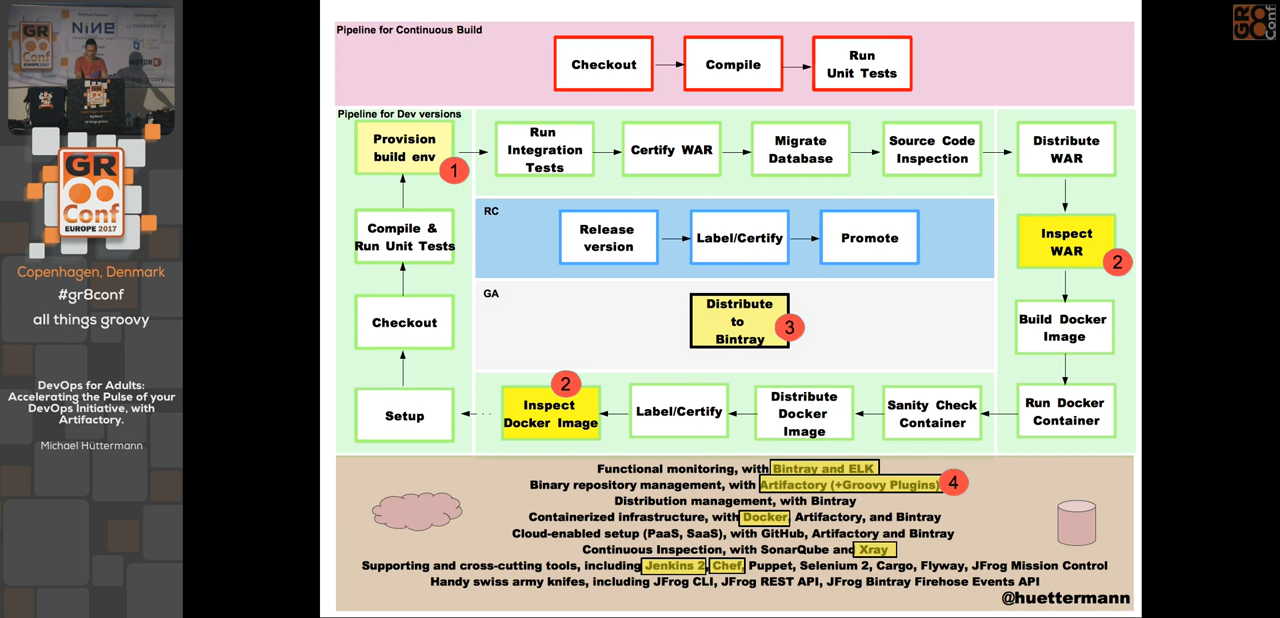 GR8
Conf
EUROPE 2017
NINE
GR
Conf
EUROPE 2017
Copenhagen, Denmark
#gr8conf
all things groovy
DevOps for Adults:
Accelerating the Pulse of your
DevOps Initiative, with
Artifactory.
Michael Hüttermann
GR8
Conf
Pipeline for Continuous Build
Checkout
Compile
Run
Unit Tests
Pipeline for Dev versions
Provision
build env
1
Run
Integration
Tests
Certify WAR
Migrate
Database
Source Code
Inspection
Distribute
WAR
Compile &
Run Unit Tests
RC
Release
version
Label/Certify
Promote
Inspect
WAR
2
Checkout
GA
Distribute
to
Bintray
3
Build Docker
Image
Setup
2
Inspect
Docker Image
Label/Certify
Distribute
Docker
Image
Sanity Check
Container
Run Docker
Container
Functional monitoring, with Bintray and ELK
Binary repository management, with Artifactory (+Groovy Plugins)
4
Distribution management, with Bintray
Containerized infrastructure, with Docker, Artifactory, and Bintray
Cloud-enabled setup (PaaS, SaaS), with GitHub, Artifactory and Bintray
Continuous Inspection, with SonarQube and Xray
Supporting and cross-cutting tools, including Jenkins 2, Chef, Puppet, Selenium 2, Cargo, Flyway, JFrog Mission Control
Handy swiss army knifes, including JFrog CLI, JFrog REST API, JFrog Bintray Firehose Events API
@huettermann